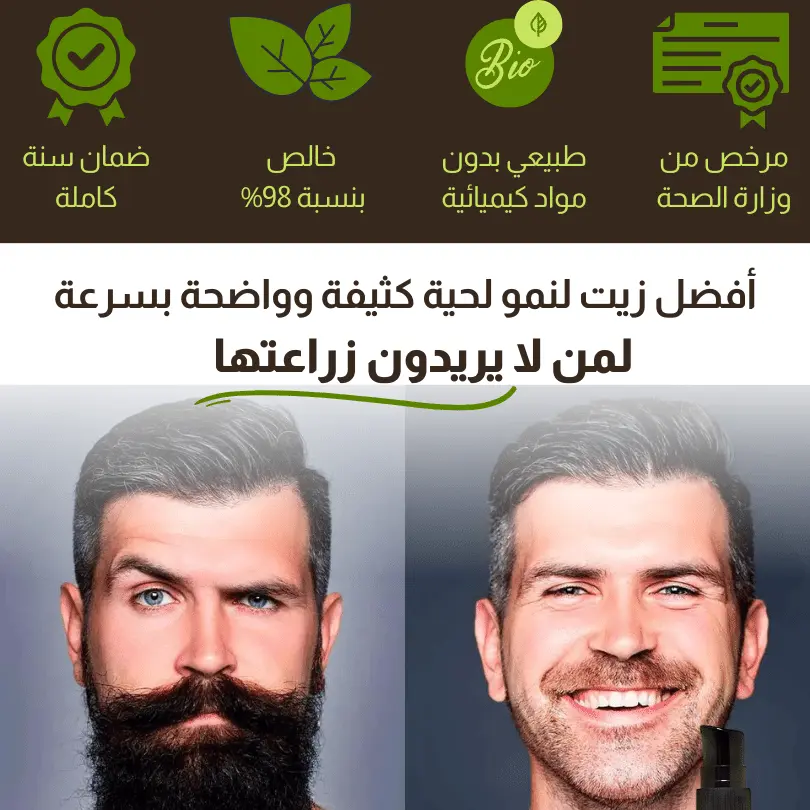 مرخص من
وزارة الصحة
Bio
طبيعي بدون
مواد كيميائية
خالص
بنسبة 98%
ضمان سنة
كاملة
أفضل زيت لنمو لحية كثيفة وواضحة بسرعة
لمن لا يريدون زراعتها